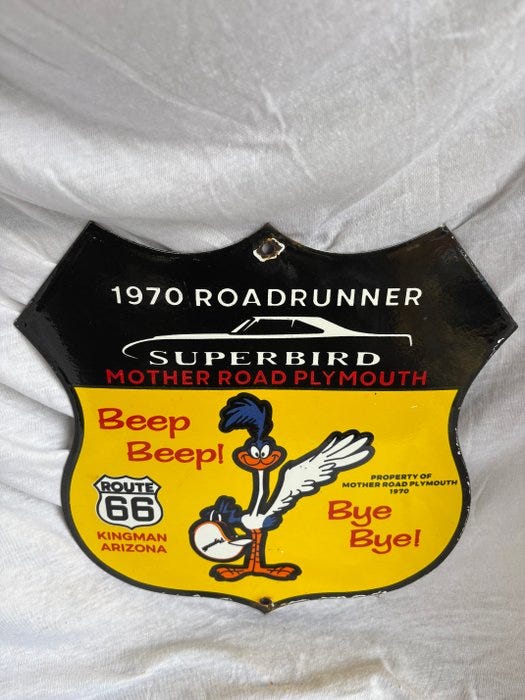 1970 ROADRUNNER
SUPERBIRD
MOTHER ROAD PLYMOUTH
Beep
Beep!
ROUTE
66
KINGMAN
ARIZONA
PROPERTY OF
MOTHER ROAD PLYMOUTH
1970
Bye
Bye!